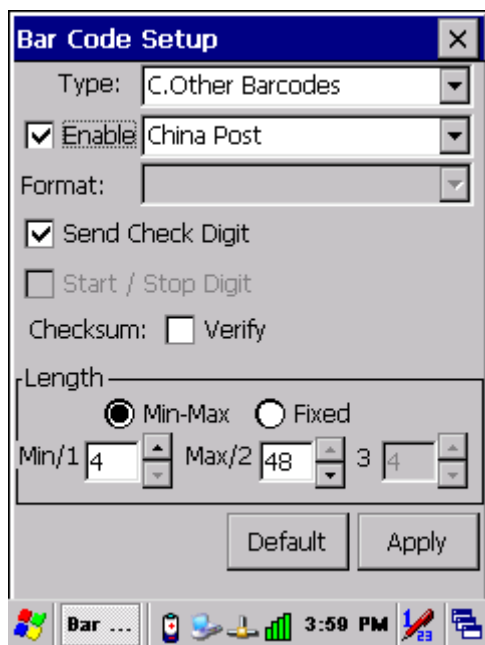 Bar Code Setup
Type: C.Other Barcodes
Enable China Post
Format:
Send Check Digit
Start / Stop Digit
Checksum: Verify
Length
Min-Max Fixed
Min/1 4 Max/2 48 3 4
Default Apply
Bar ... 3:59 PM 1 23